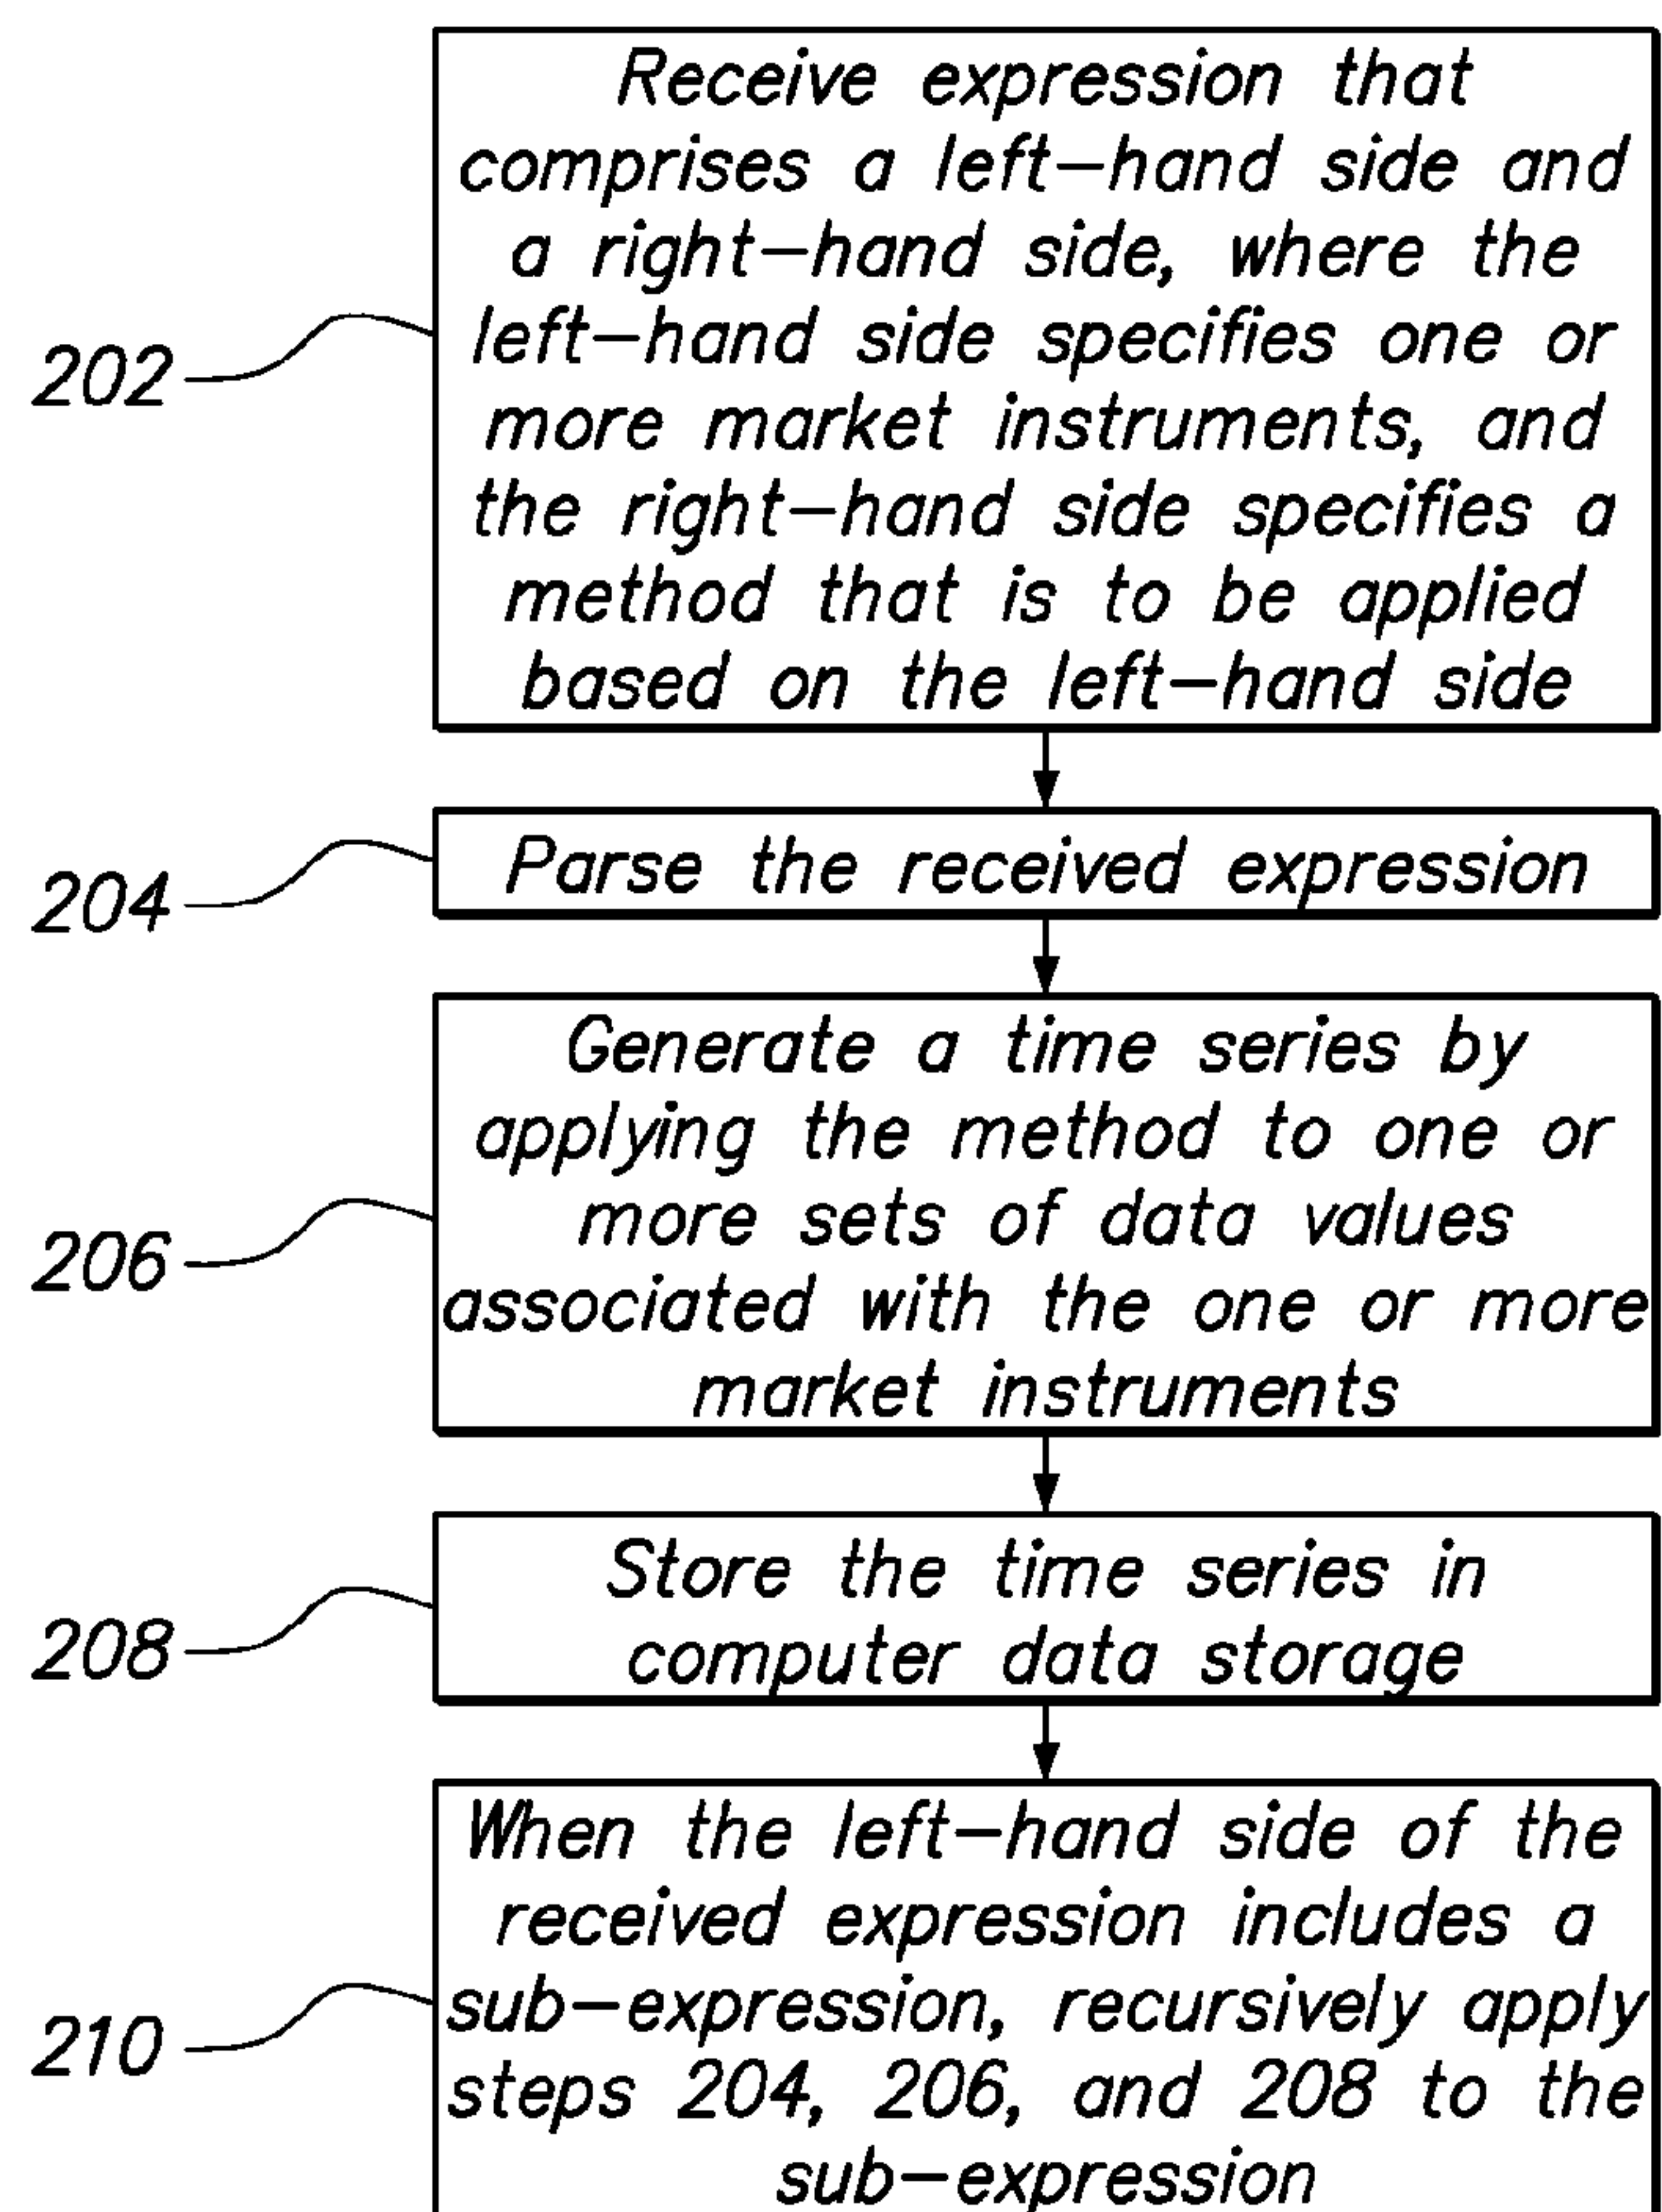 Receive expression that
comprises a left-hand side and
a right-hand side, where the
left-hand side specifies one or
more market instruments, and
the right-hand side specifies a
method that is to be applied
based on the left-hand side
202
Parse the received expression
204
Generate a time series by
applying the method to one or
more sets of data values
associated with the one or more
market instruments
206
Store the time series in
computer data storage
208
When the left-hand side of the
received expression includes a
sub-expression, recursively apply
steps 204, 206, and 208 to the
sub-expression
210